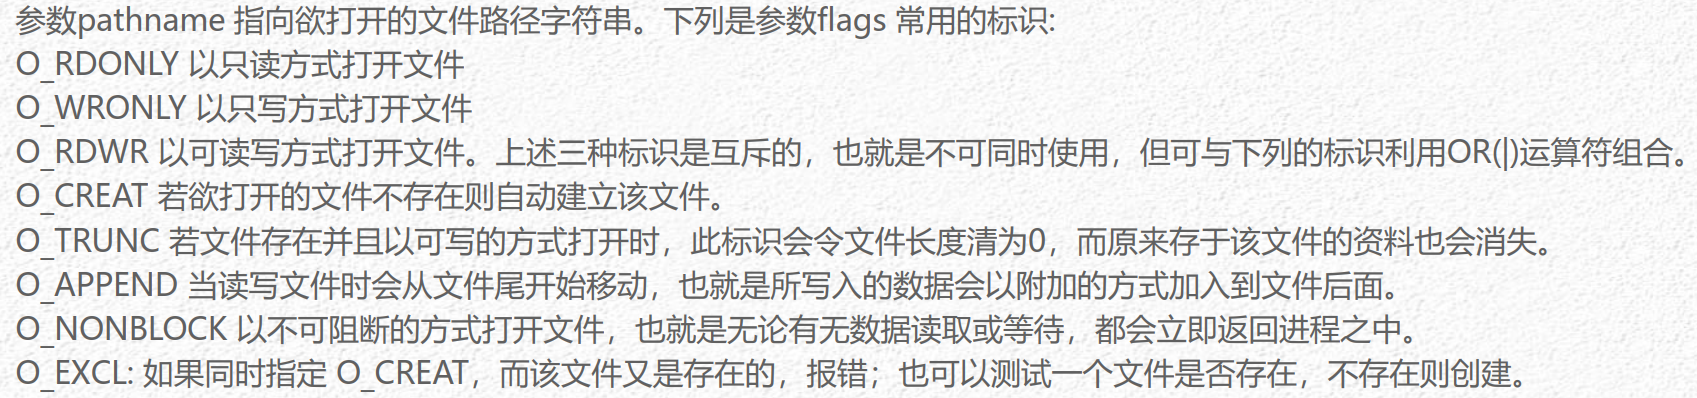 参数pathname 指向欲打开的文件路径字符串。下列是参数flags 常用的标识:
O_RDONLY 以只读方式打开文件
O_WRONLY 以只写方式打开文件
O_RDWR 以可读写方式打开文件。上述三种标识是互斥的，也就是不可同时使用，但可与下列的标识利用OR(|)运算符组合。
O_CREAT 若欲打开的文件不存在则自动建立该文件。
O_TRUNC 若文件存在并且以可写的方式打开时，此标识会令文件长度清为0，而原来存于该文件的资料也会消失。
O_APPEND 当读写文件时会从文件尾开始移动，也就是所写入的数据会以附加的方式加入到文件后面。
O_NONBLOCK 以不可阻断的方式打开文件，也就是无论有无数据读取或等待，都会立即返回进程之中。
O_EXCL: 如果同时指定 O_CREAT，而该文件又是存在的，报错；也可以测试一个文件是否存在，不存在则创建。